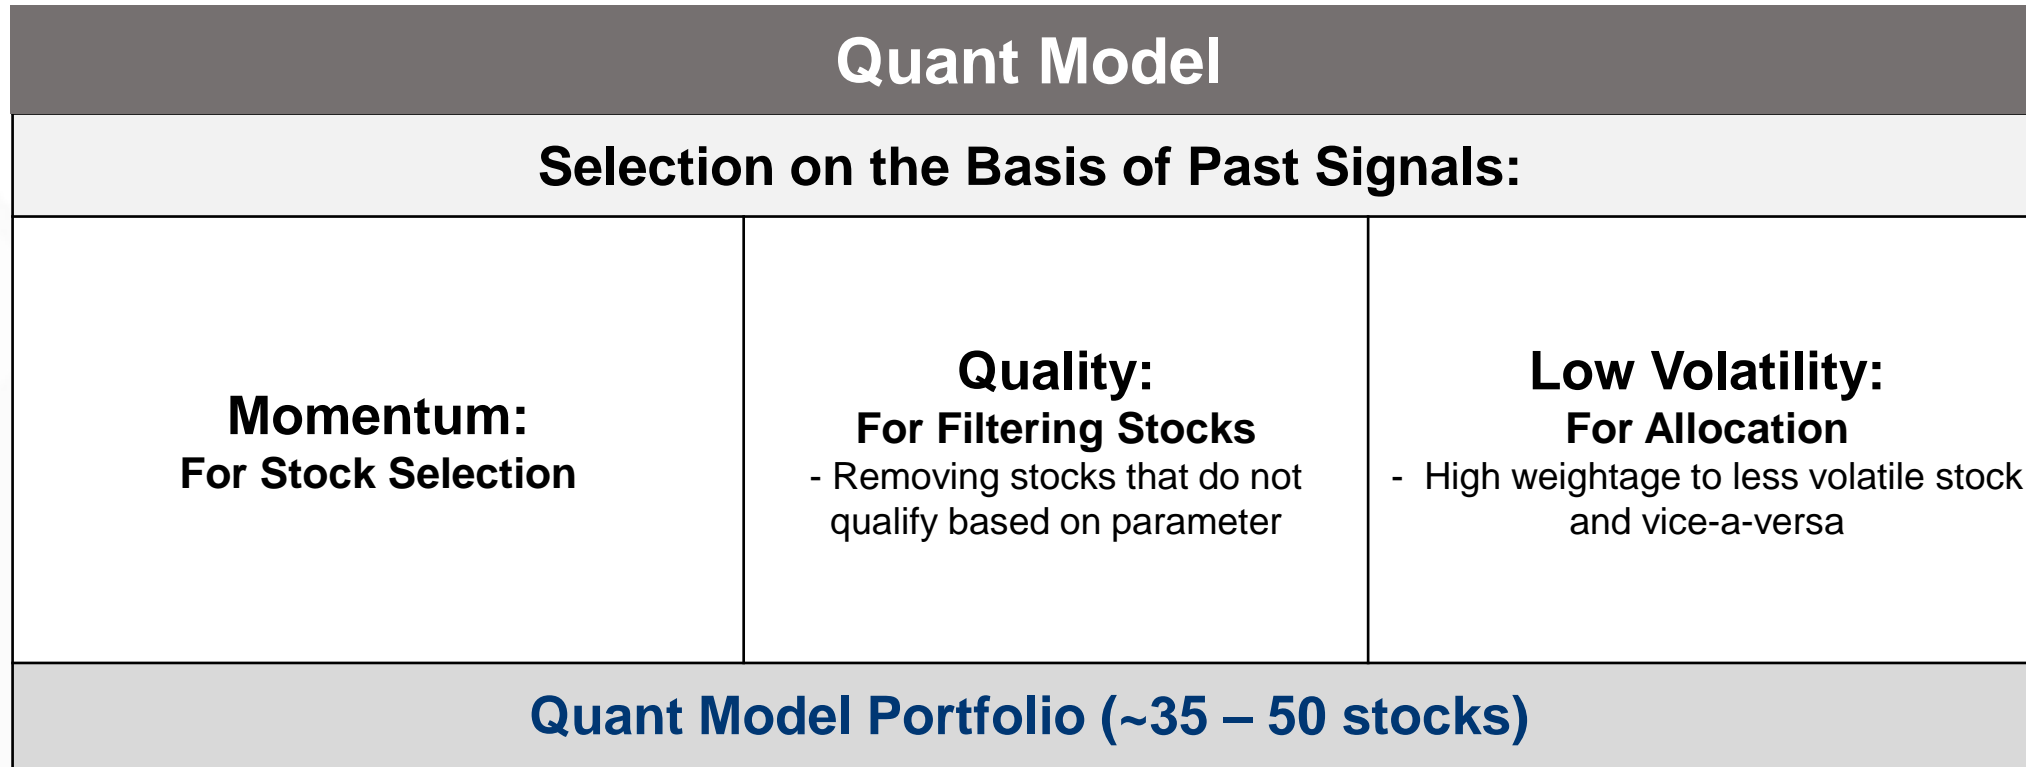 Quant Model
Selection on the Basis of Past Signals:
Momentum:
For Stock Selection
Quality:
For Filtering Stocks
- Removing stocks that do not
qualify based on parameter
Low Volatility:
For Allocation
- High weightage to less volatile stock
and vice-a-versa
Quant Model Portfolio (~35 – 50 stocks)